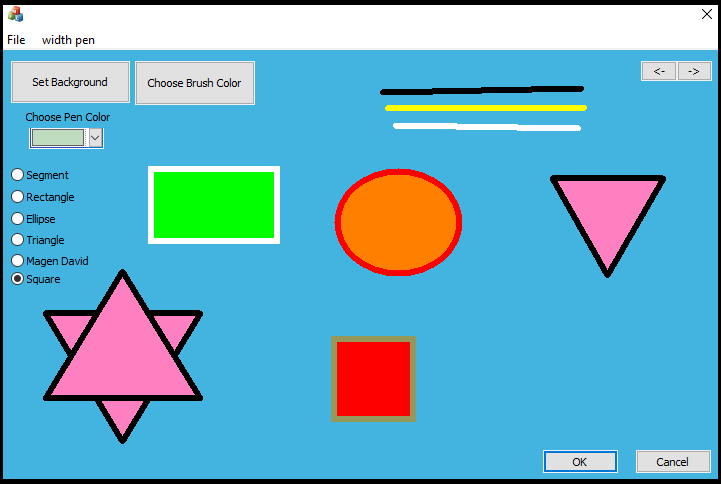 File width pen
Set Background Choose Brush Color <- ->
Choose Pen Color
Segment
Rectangle
Ellipse
Triangle
Magen David
Square
OK Cancel